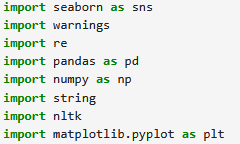 import seaborn as sns
import warnings
import re
import pandas as pd
import numpy as np
import string
import nltk
import matplotlib.pyplot as plt